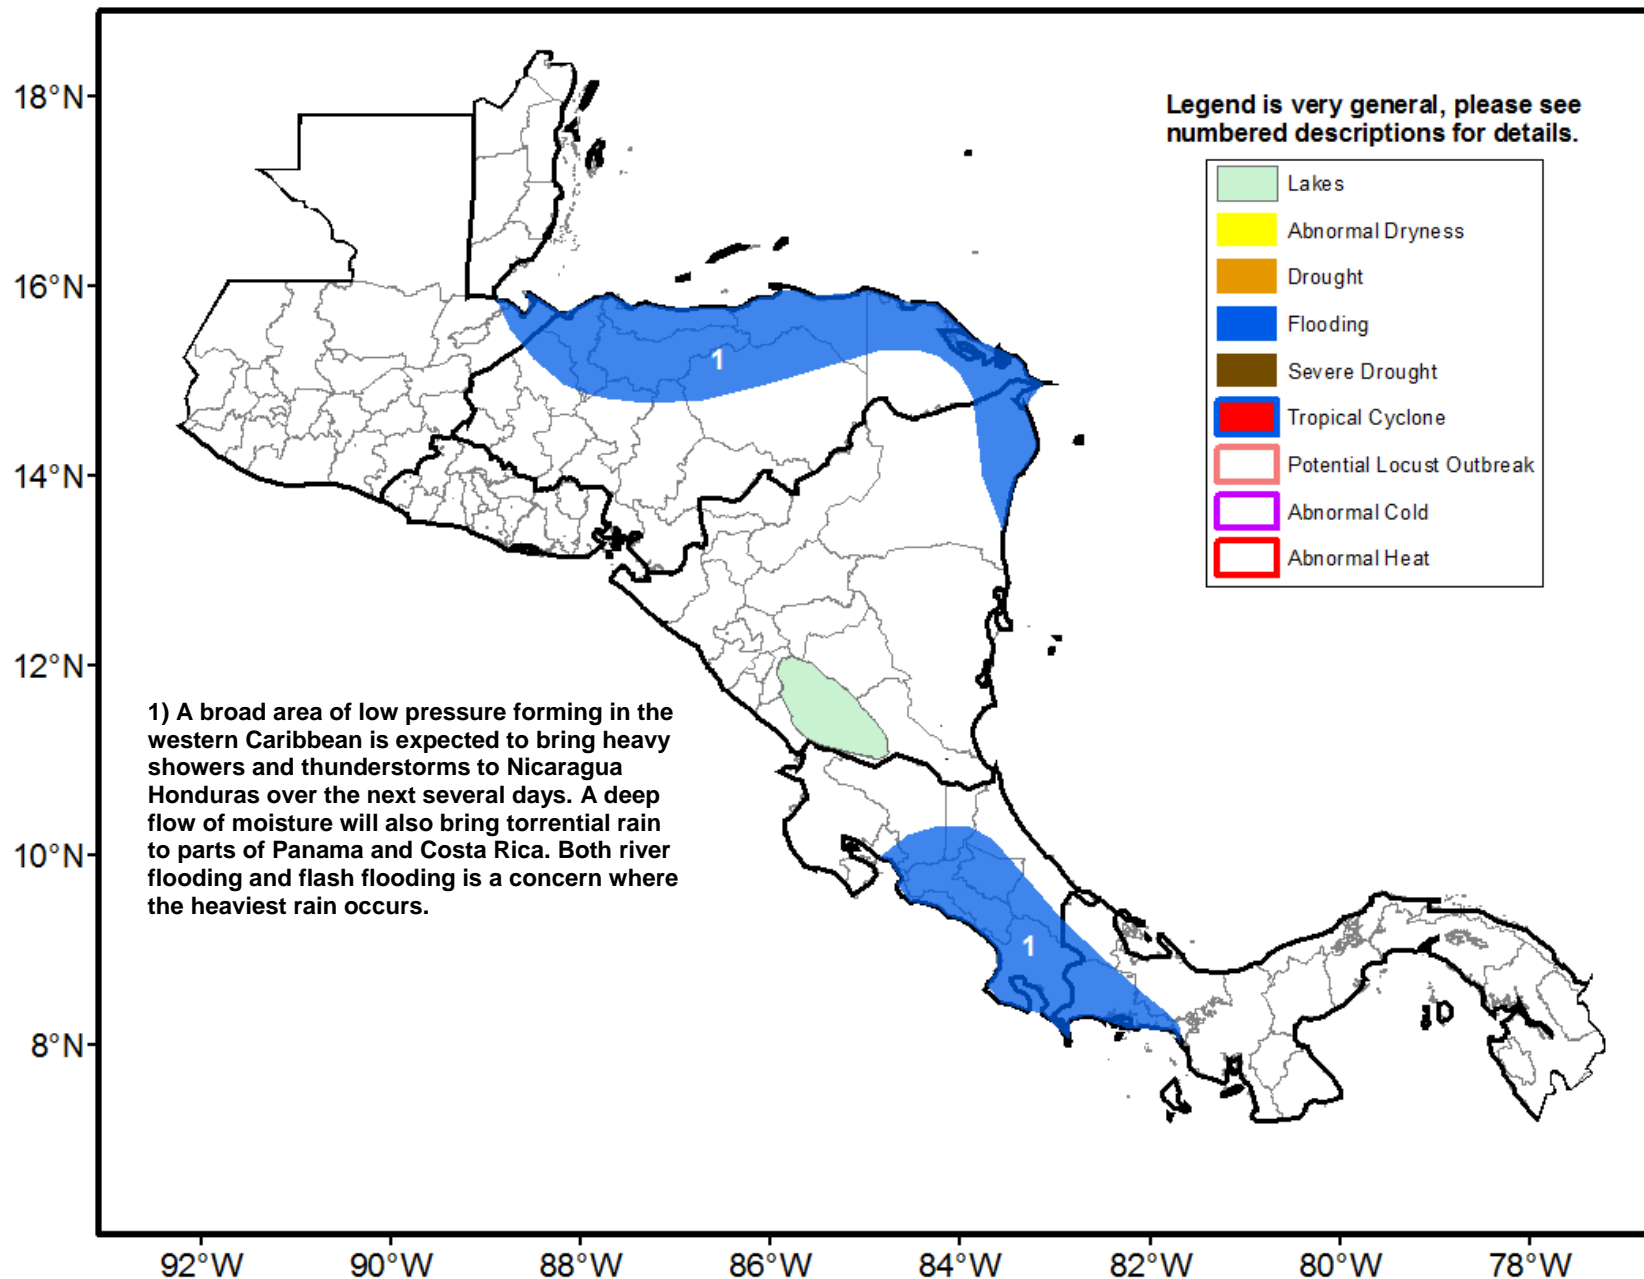 18°N
16°N
14°N
12°N
10°N
8°N
Legend is very general, please see
numbered descriptions for details.
Lakes
Abnormal Dryness
Drought
Flooding
Severe Drought
Tropical Cyclone
Potential Locust Outbreak
Abnormal Cold
Abnormal Heat
1
1) A broad area of low pressure forming in the
western Caribbean is expected to bring heavy
showers and thunderstorms to Nicaragua
Honduras over the next several days. A deep
flow of moisture will also bring torrential rain
to parts of Panama and Costa Rica. Both river
flooding and flash flooding is a concern where
the heaviest rain occurs.
1
92°W 90°W 88°W 86°W 84°W 82°W 80°W 78°W